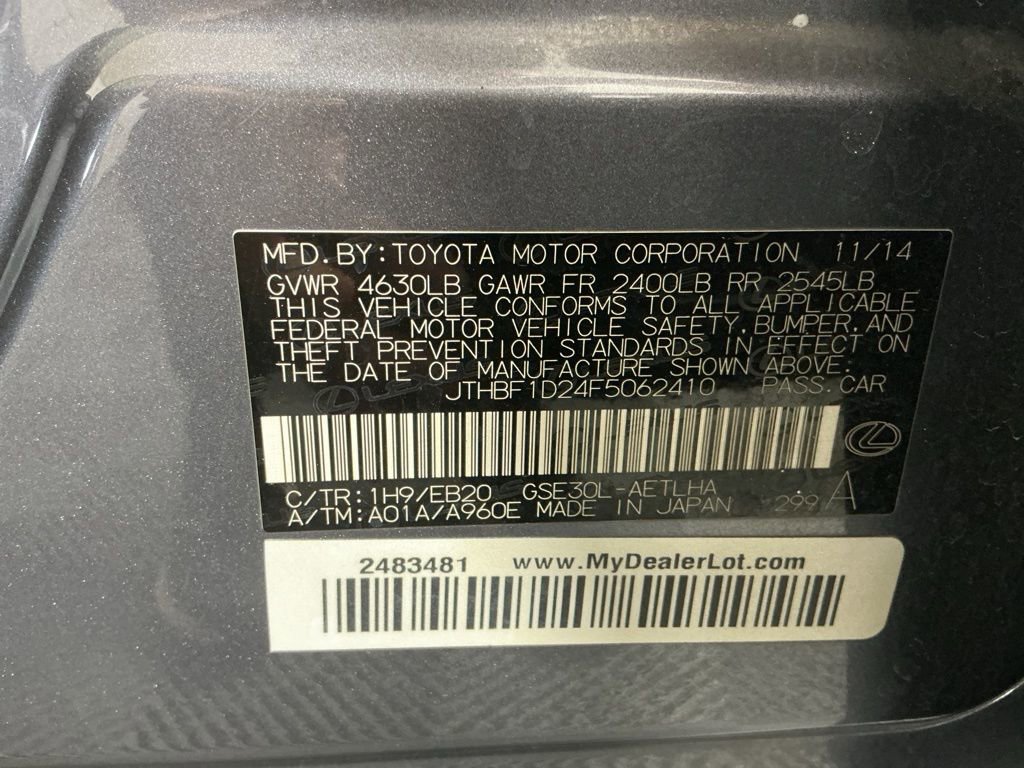 MFD.BY:TOYOTA MOTOR CORPORATION 11/14
GVWR 4630LB GAWR FR 2400LB RR 2545LB
THIS VEHICLE CONFORMS TO ALL APPLICABLE
FEDERAL MOTOR VEHICLE SAFETY,BUMPER,AND
THEFT PREVENTION STANDARDS IN EFFECT ON
THE DATE OF MANUFACTURE SHOWN ABOVE.
JTHBF1D24F5062410 PASS.CAR
C/TR:1H9/EB20 GSE30L-AETLHA
A/TM:A01A/A960E MADE IN JAPAN 299 A
2483481 www.MyDealerLot.com